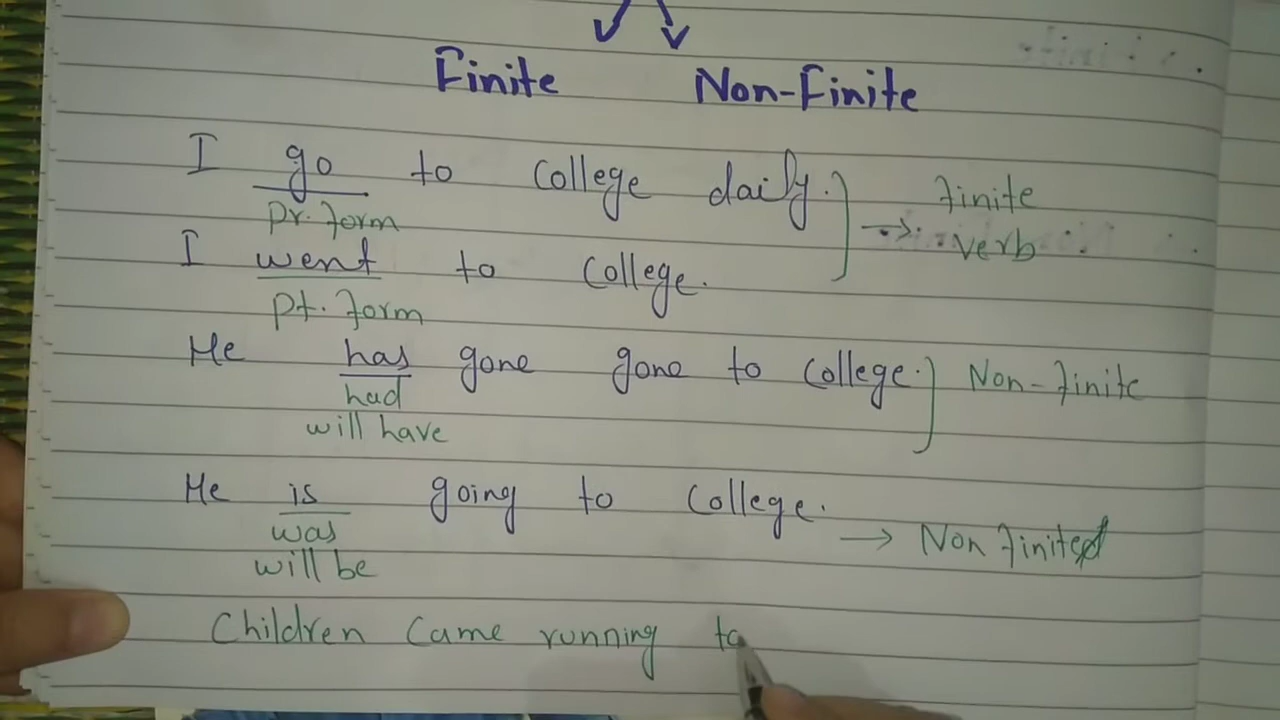 Finite Non-Finite
I go to College daily. → finite
Pr. form verb
I went to College.
Pt. form
He has gone gone to College. Non-finite
had
will have
He is going to College.
was → Non finite
will be
Children Came running to